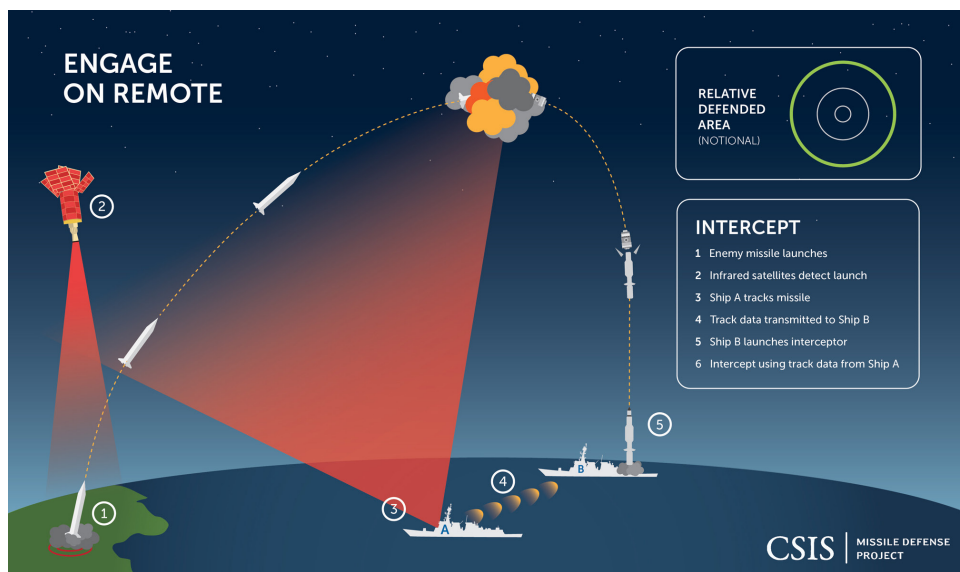 ENGAGE
ON REMOTE
RELATIVE
DEFENDED
AREA
(NOTIONAL)
2
INTERCEPT
1 Enemy missile launches
2 Infrared satellites detect launch
3 Ship A tracks missile
4 Track data transmitted to Ship B
5 Ship B launches interceptor
6 Intercept using track data from Ship A
5
B
4
3
A
1
CSIS
MISSILE DEFENSE
PROJECT